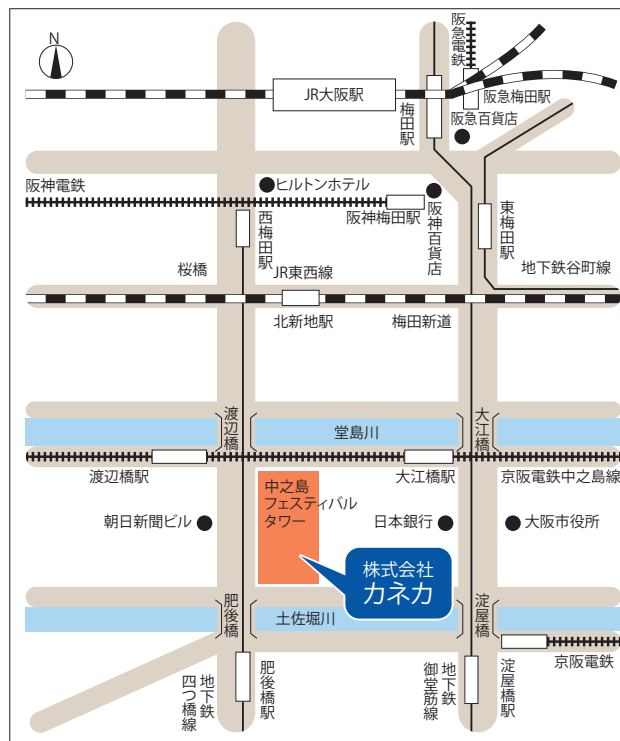 N
阪急電鉄
JR大阪駅
梅田駅
阪急梅田駅
阪急百貨店
阪神電鉄
ヒルトンホテル
西梅田駅
阪神梅田駅
阪神百貨店
東梅田駅
桜橋
JR東西線
地下鉄谷町線
北新地駅
梅田新道
渡辺橋
堂島川
大江橋
渡辺橋駅
大江橋駅
京阪電鉄中之島線
中之島
フェスティバル
タワー
朝日新聞ビル
日本銀行
大阪市役所
株式会社
カネカ
肥後橋
土佐堀川
淀屋橋
京阪電鉄
地下鉄
四つ橋線
肥後橋駅
地下鉄
御堂筋線
淀屋橋駅